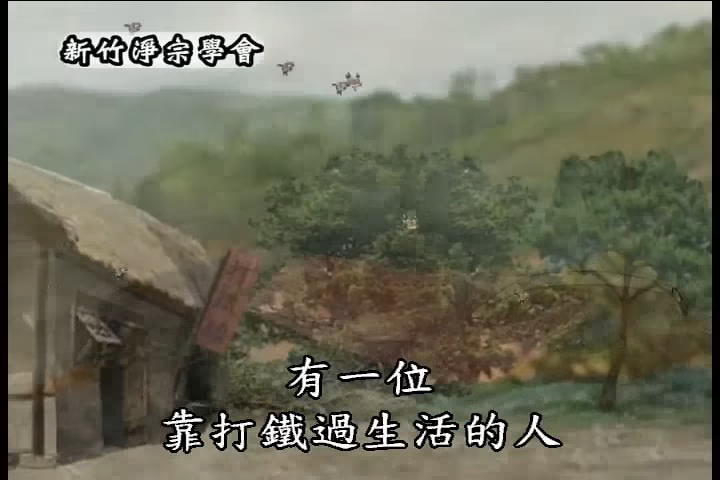 新竹淨宗學會
有一位
靠打鐵過生活的人